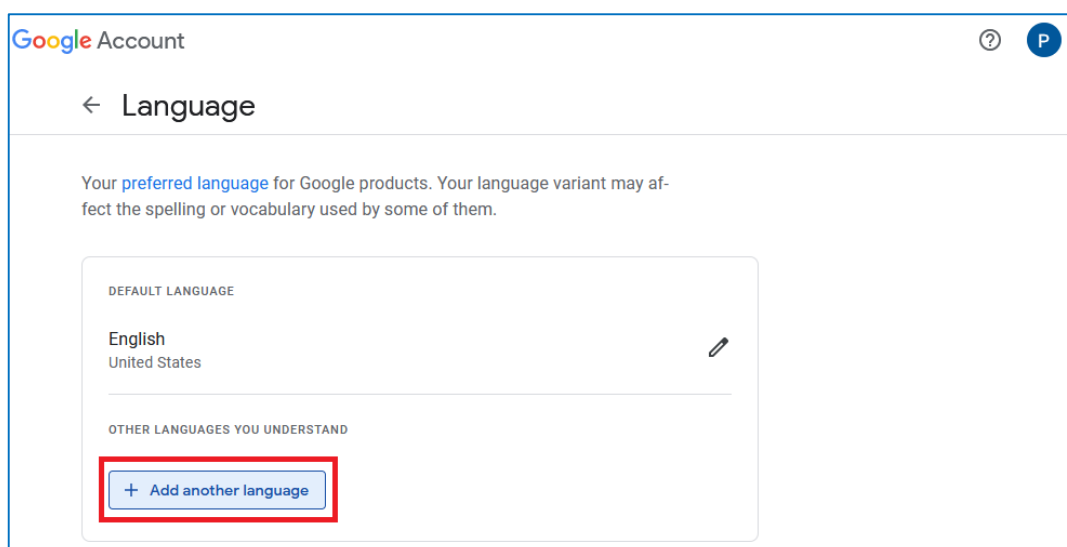 Google Account
P
Language
Your preferred language for Google products. Your language variant may af-
fect the spelling or vocabulary used by some of them.
DEFAULT LANGUAGE
English
United States
OTHER LANGUAGES YOU UNDERSTAND
+ Add another language